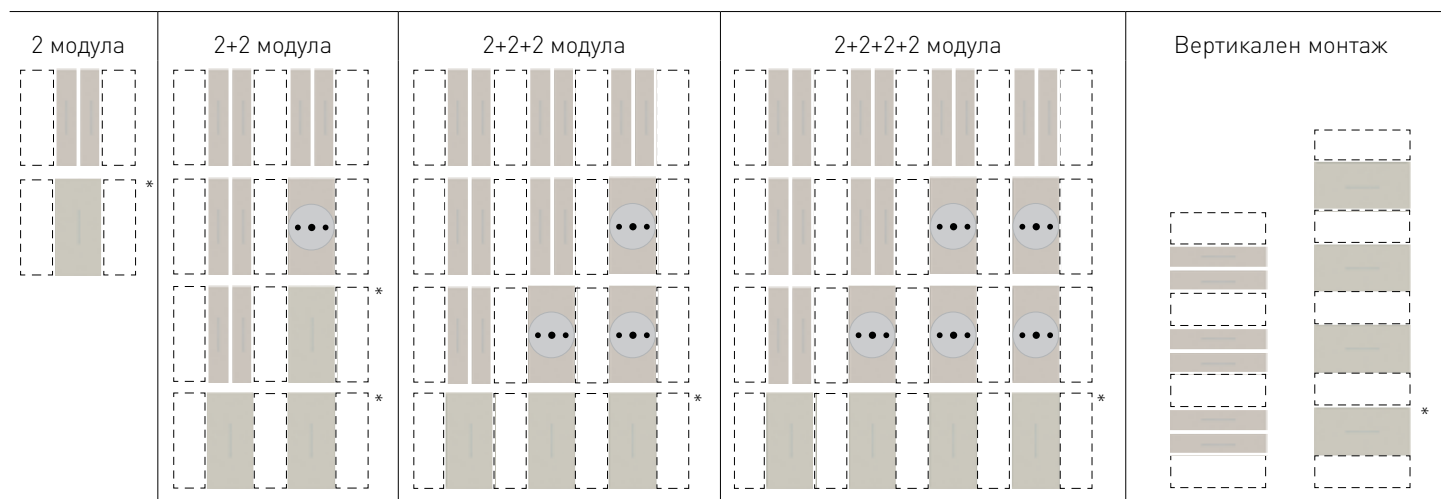 2 модула
2+2 модула
2+2+2 модула
2+2+2+2 модула
Вертикален монтаж
*
*
*
*
*
*